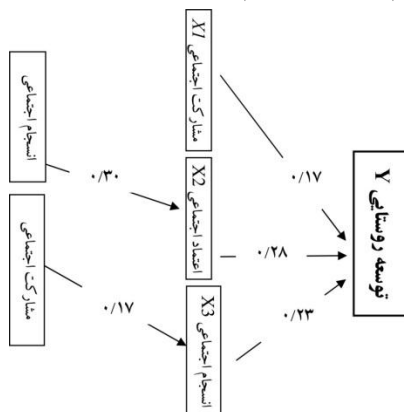 X1
مشارکت اجتماعی
X2
اعتماد اجتماعی
X3
انسجام اجتماعی
انسجام اجتماعی
مشارکت اجتماعی
Y
توسعه روستایی
۰/۱۷
۰/۲۸
۰/۲۳
۰/۳۰
۰/۱۷